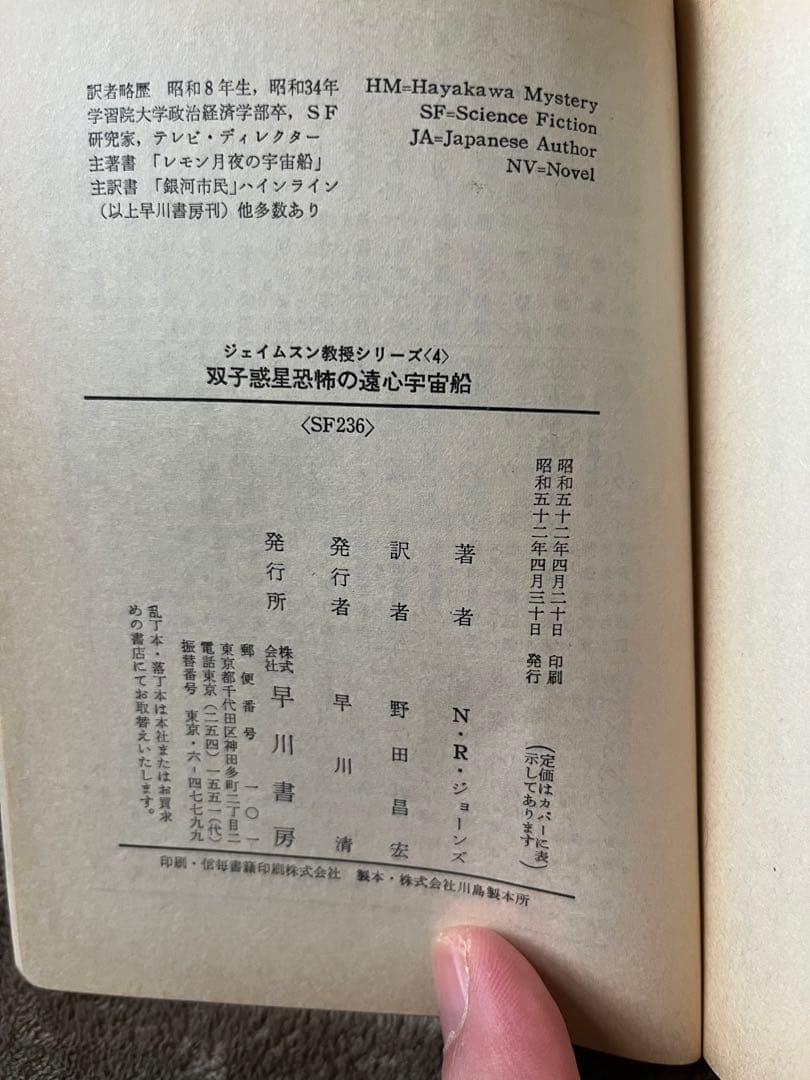 訳者略歴　昭和8年生，昭和34年
学習院大学政治経済学部卒，SF
研究家，テレビ・ディレクター
主著書「レモン月夜の宇宙船」
主訳書「銀河市民」ハインライン
（以上早川書房刊）他多数あり
HM=Hayakawa Mystery
SF=Science Fiction
JA=Japanese Author
NV=Novel
ジェイムスン教授シリーズ〈4〉
双子惑星恐怖の遠心宇宙船
〈SF236〉
昭和五十二年四月二十日　印刷
昭和五十二年四月三十日　発行
（定価はカバーに表示してあります）
著者　N・R・ジョーンズ
訳者　野田昌宏
発行者　早川清
発行所　株式会社　早川書房
郵便番号　一〇一
東京都千代田区神田多町二丁目二
電話東京（二五四）一五五一（代）
振替番号　東京・六－四七七九九
乱丁本・落丁本は本社またはお買求
めの書店にてお取替えいたします。
印刷・信毎書籍印刷株式会社　製本・株式会社川島製本所